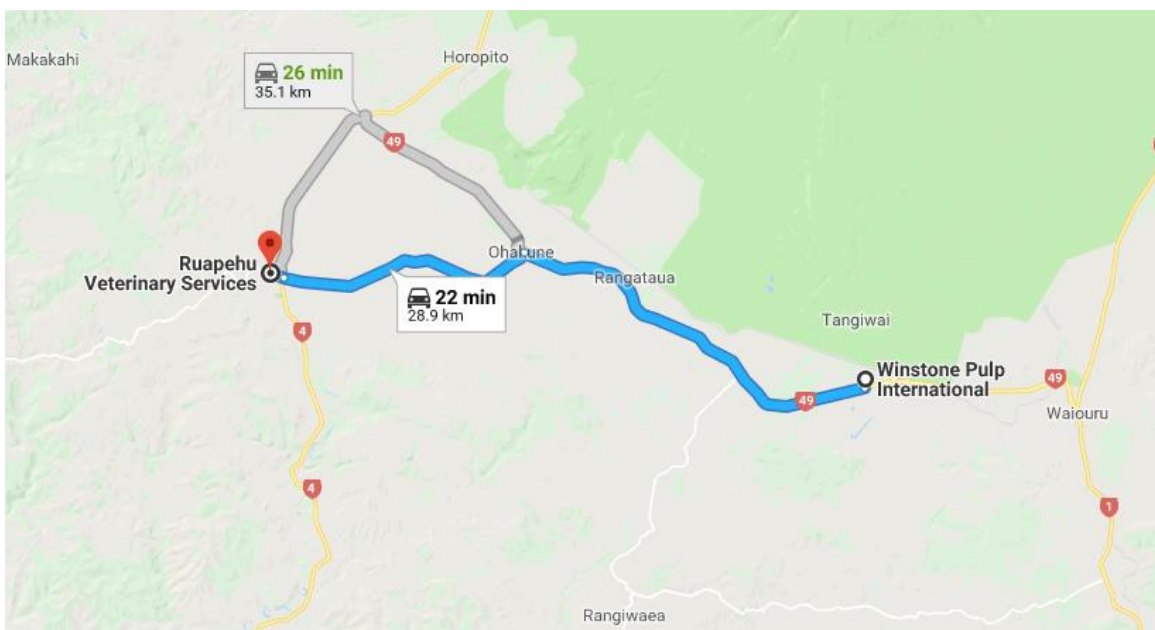 Makakahi
Horopito
26 min
35.1 km
49
Ruapehu
Veterinary Services
Ohakune
Rangataua
22 min
28.9 km
4
Tangiwai
Winstone Pulp
International
49
49
Waiouru
4
1
Rangiwaea